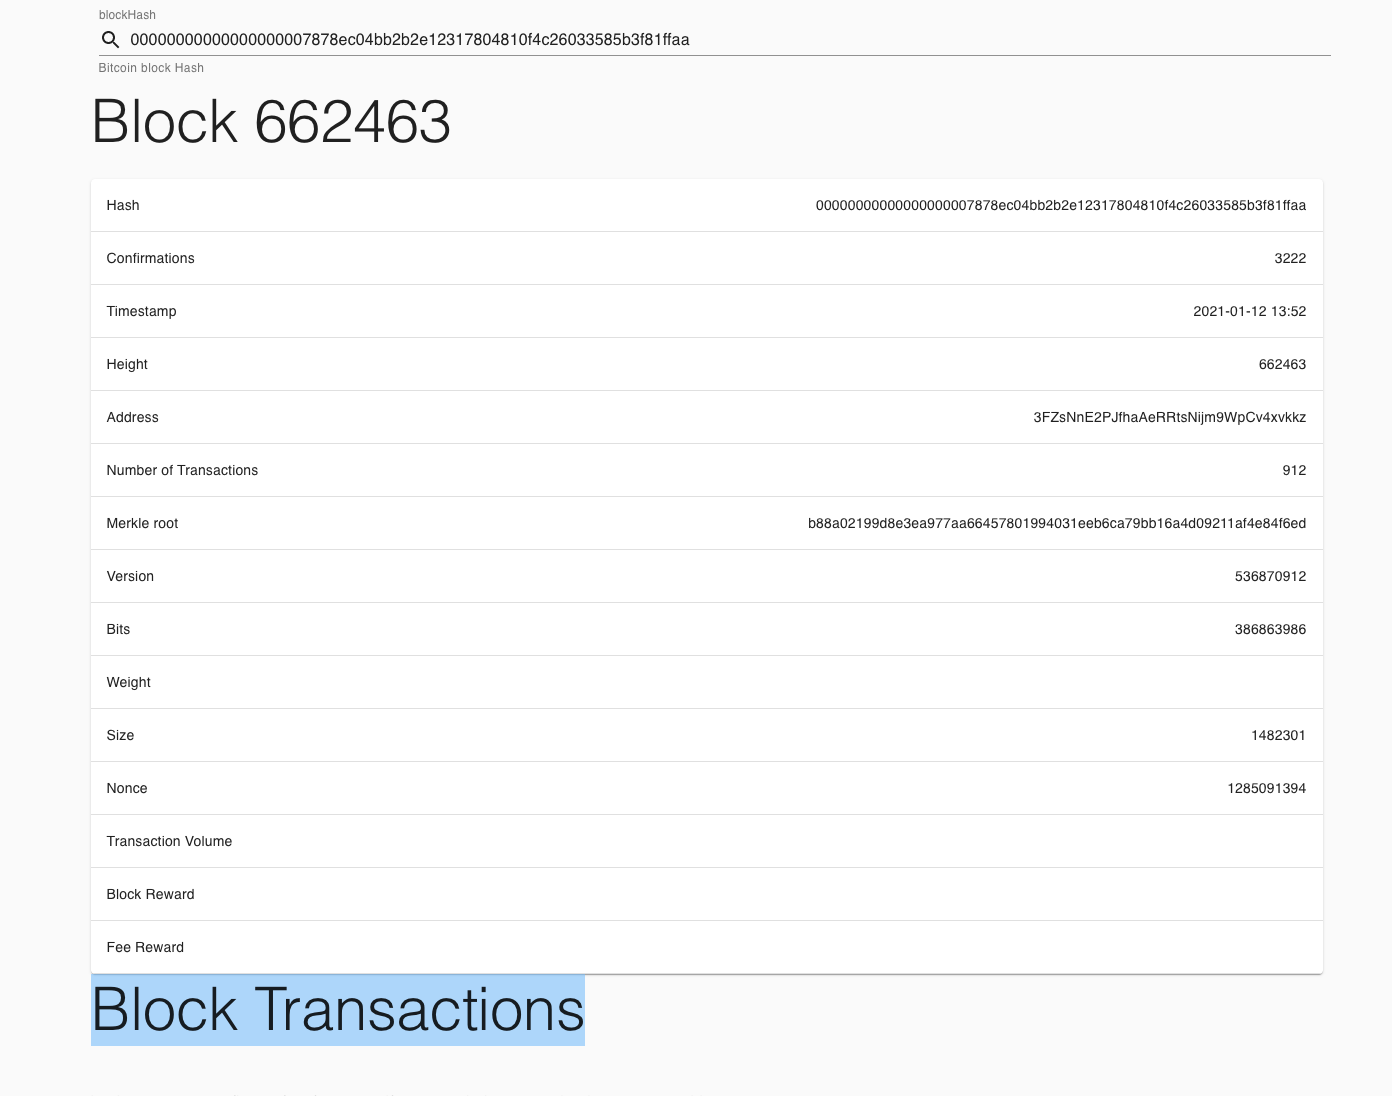 blockHash
00000000000000000007878ec04bb2b2e12317804810f4c26033585b3f81ffaa
Bitcoin block Hash
Block 662463
Hash 00000000000000000007878ec04bb2b2e12317804810f4c26033585b3f81ffaa
Confirmations 3222
Timestamp 2021-01-12 13:52
Height 662463
Address 3FZsNnE2PJfhaAeRRtsNijm9WpCv4xvkkz
Number of Transactions 912
Merkle root b88a02199d8e3ea977aa66457801994031eeb6ca79bb16a4d09211af4e84f6ed
Version 536870912
Bits 386863986
Weight
Size 1482301
Nonce 1285091394
Transaction Volume
Block Reward
Fee Reward
Block Transactions